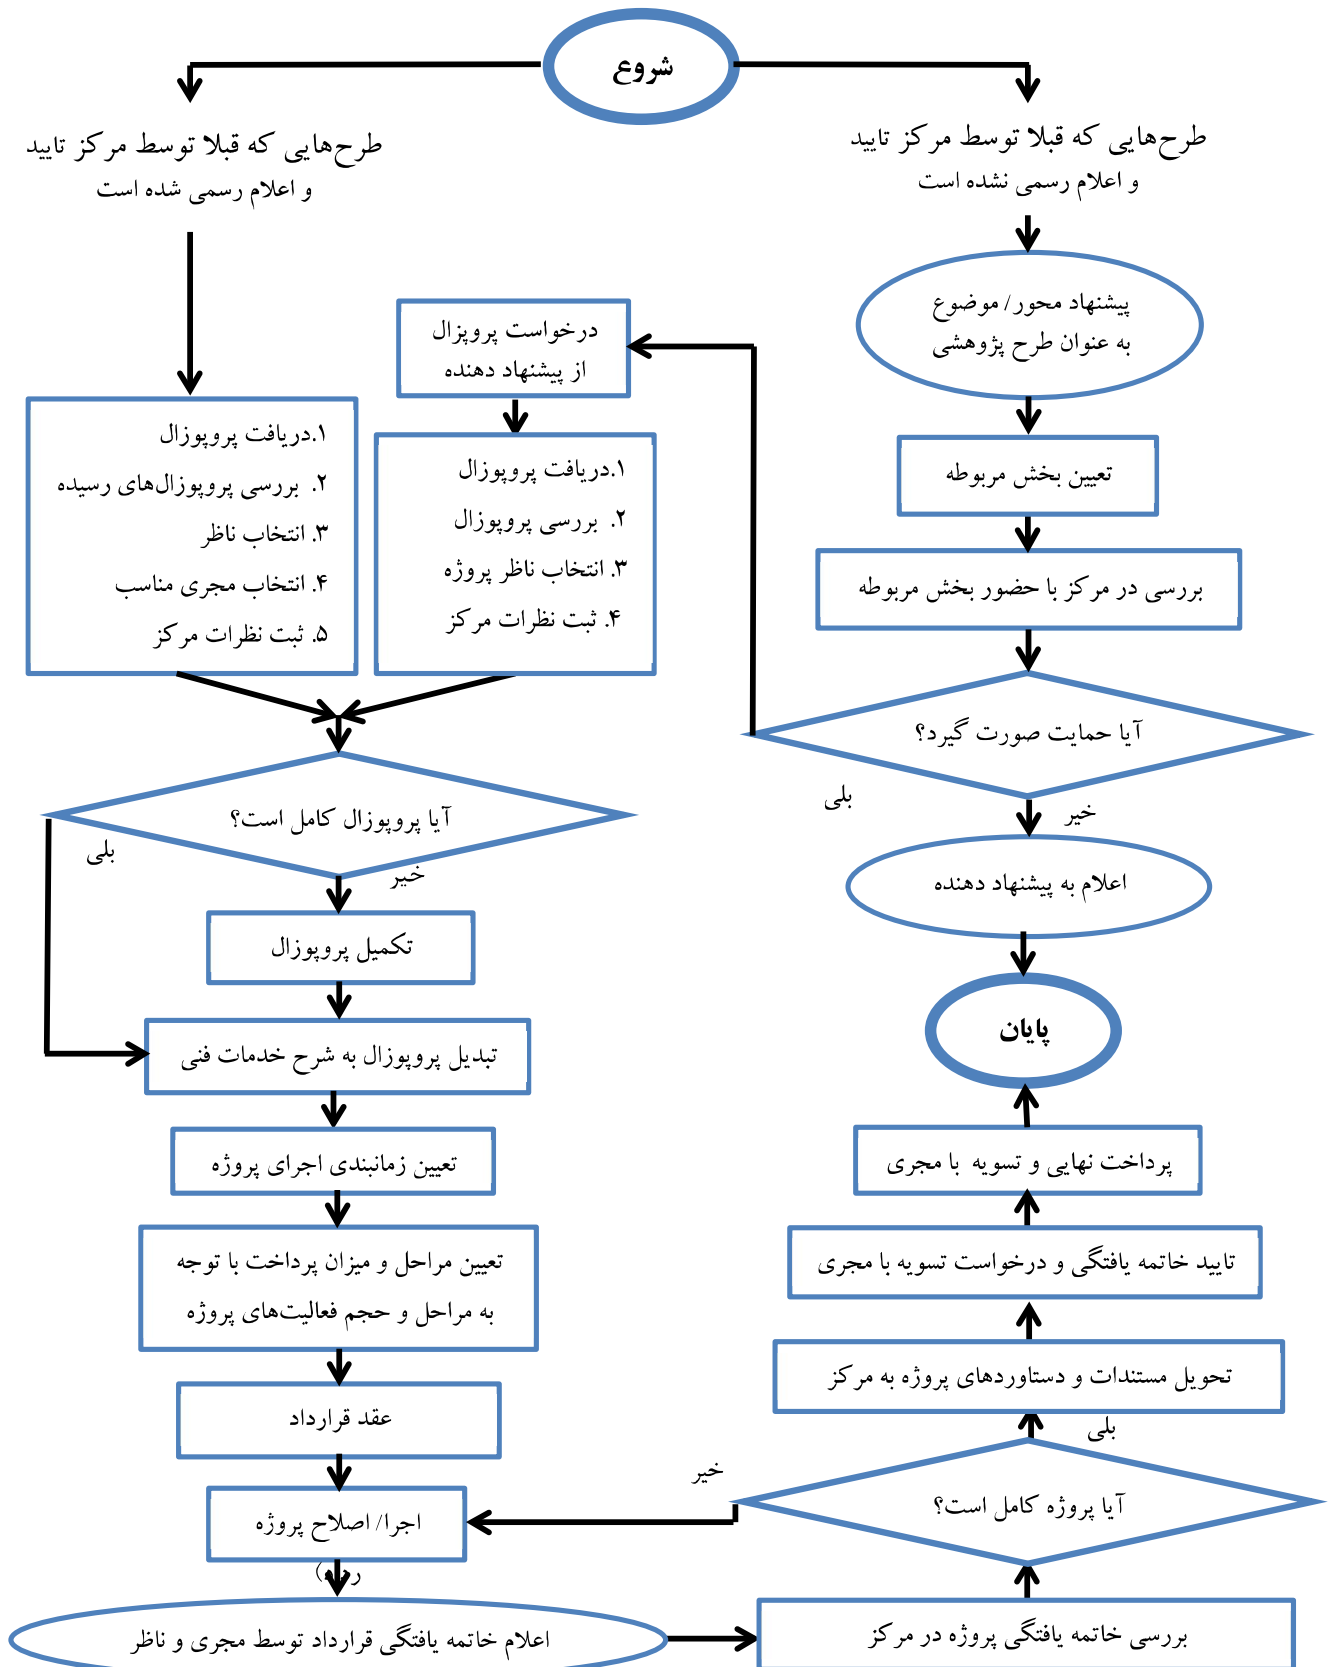 شروع
طرح‌هایی که قبلا توسط مرکز تایید
و اعلام رسمی نشده است
طرح‌هایی که قبلا توسط مرکز تایید
و اعلام رسمی شده است
پیشنهاد محور/ موضوع
به عنوان طرح پژوهشی
تعیین بخش مربوطه
بررسی در مرکز با حضور بخش مربوطه
آیا حمایت صورت گیرد؟
بلی
خیر
اعلام به پیشنهاد دهنده
پایان
درخواست پروپزال
از پیشنهاد دهنده
۱.دریافت پروپوزال
۲. بررسی پروپوزال
۳. انتخاب ناظر پروژه
۴. ثبت نظرات مرکز
۱.دریافت پروپوزال
۲. بررسی پروپوزال‌های رسیده
۳. انتخاب ناظر
۴. انتخاب مجری مناسب
۵. ثبت نظرات مرکز
آیا پروپوزال کامل است؟
بلی
خیر
تکمیل پروپوزال
تبدیل پروپوزال به شرح خدمات فنی
تعیین زمانبندی اجرای پروژه
تعیین مراحل و میزان پرداخت با توجه
به مراحل و حجم فعالیت‌های پروژه
عقد قرارداد
اجرا/ اصلاح پروژه
اعلام خاتمه یافتگی قرارداد توسط مجری و ناظر
بررسی خاتمه یافتگی پروژه در مرکز
آیا پروژه کامل است؟
خیر
بلی
تحویل مستندات و دستاوردهای پروژه به مرکز
تایید خاتمه یافتگی و درخواست تسویه با مجری
پرداخت نهایی و تسویه با مجری